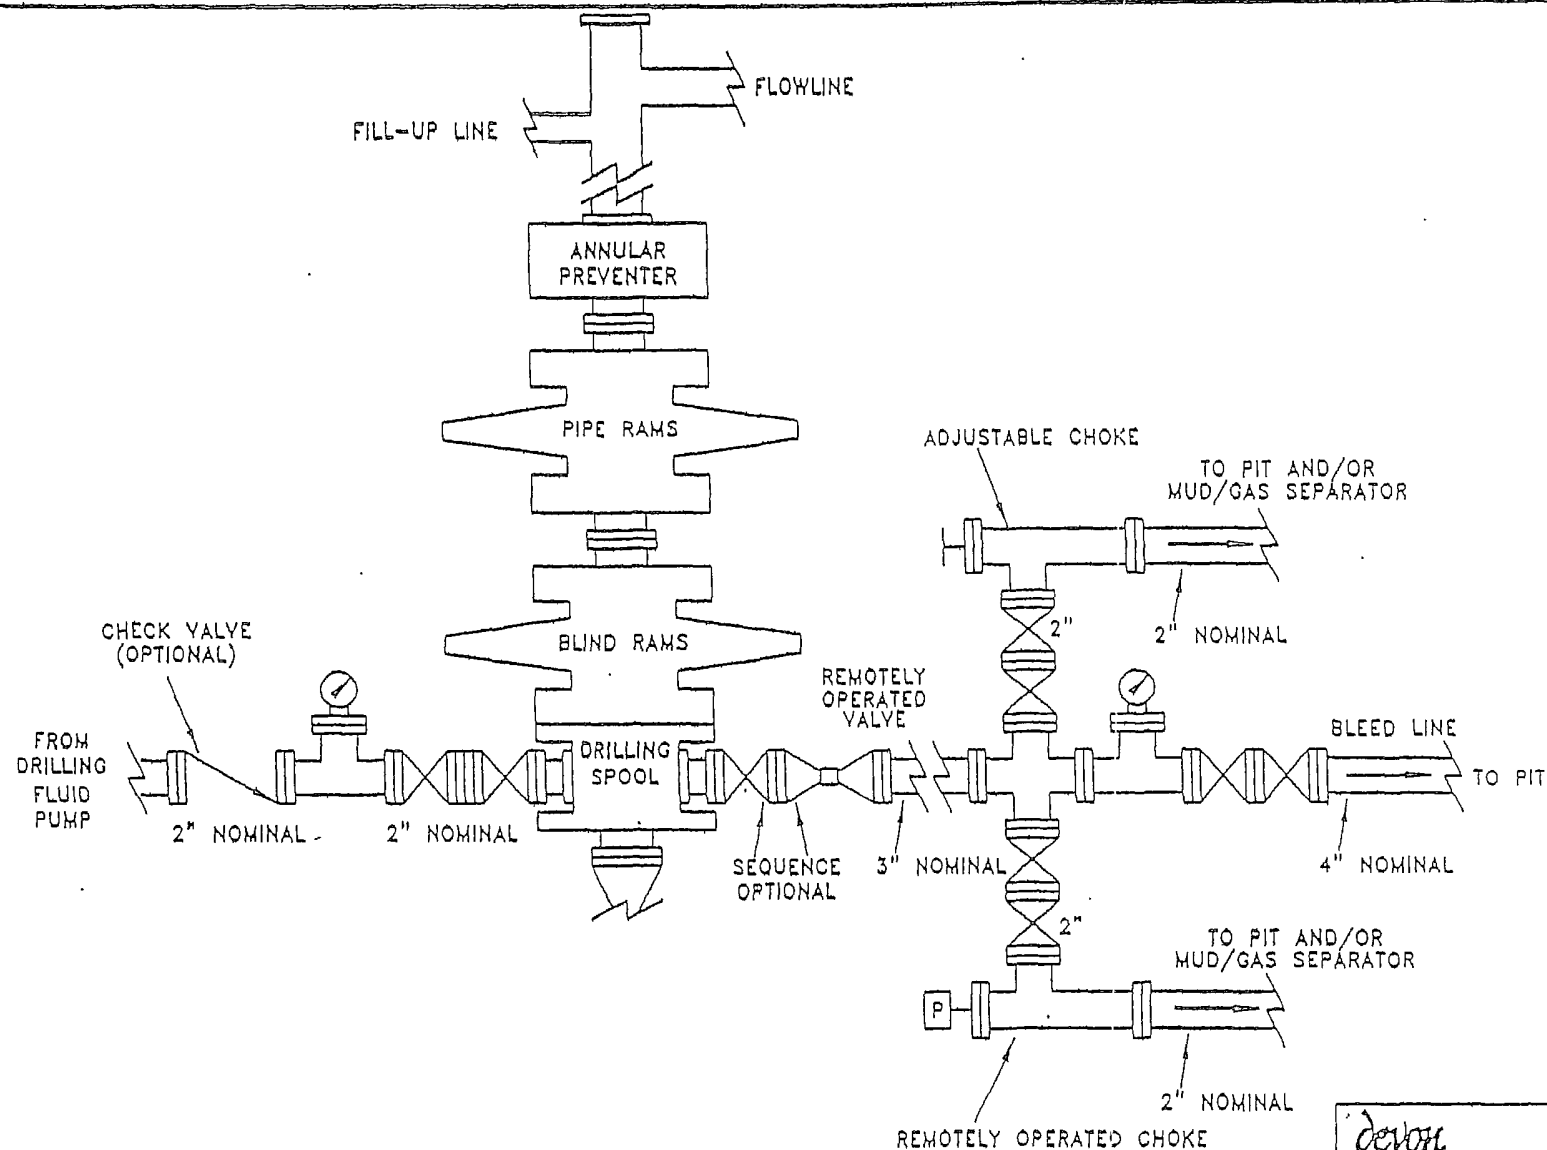 FLOWLINE
FILL-UP LINE
ANNULAR
PREVENTER
PIPE RAMS
ADJUSTABLE CHOKE
TO PIT AND/OR
MUD/GAS SEPARATOR
2"
2" NOMINAL
CHECK VALVE
(OPTIONAL)
BLIND RAMS
REMOTELY
OPERATED
VALVE
FROM
DRILLING
FLUID
PUMP
DRILLING
SPOOL
BLEED LINE
TO PIT
2" NOMINAL
2" NOMINAL
SEQUENCE
OPTIONAL
3" NOMINAL
4" NOMINAL
2"
TO PIT AND/OR
MUD/GAS SEPARATOR
P
2" NOMINAL
REMOTELY OPERATED CHOKE
devon